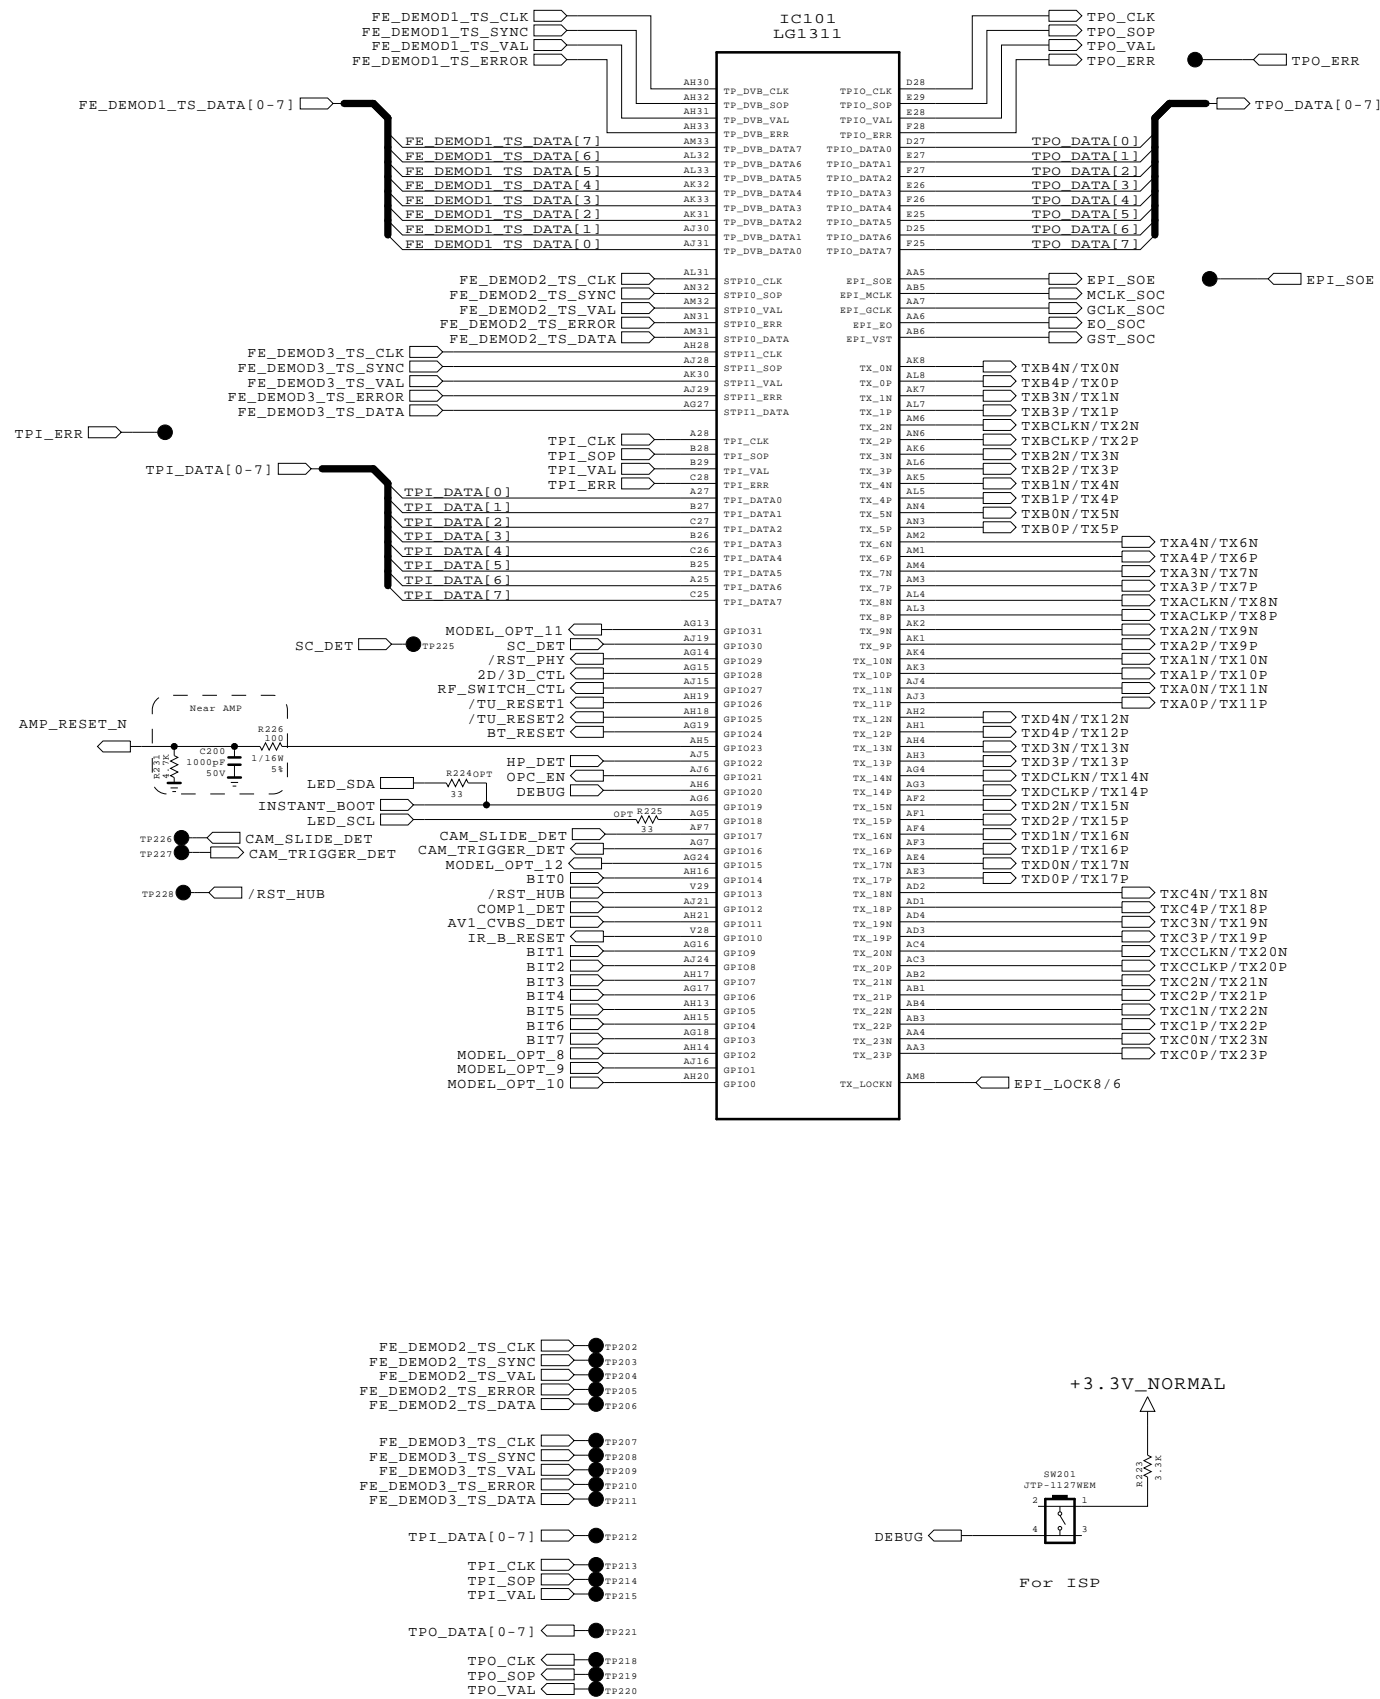 IC101
LG1311
FE_DEMOD1_TS_CLK
FE_DEMOD1_TS_SYNC
FE_DEMOD1_TS_VAL
FE_DEMOD1_TS_ERROR
TPO_CLK
TPO_SOP
TPO_VAL
TPO_ERR
TPO_ERR
FE_DEMOD1_TS_DATA[0-7]
TPO_DATA[0-7]
AH30 TP_DVB_CLK TPIO_CLK D28
AH32 TP_DVB_SOP TPIO_SOP E29
AH31 TP_DVB_VAL TPIO_VAL E28
AH33 TP_DVB_ERR TPIO_ERR F28
FE_DEMOD1_TS_DATA[7] AM33 TP_DVB_DATA7 TPIO_DATA0 D27 TPO_DATA[0]
FE_DEMOD1_TS_DATA[6] AL32 TP_DVB_DATA6 TPIO_DATA1 E27 TPO_DATA[1]
FE_DEMOD1_TS_DATA[5] AL33 TP_DVB_DATA5 TPIO_DATA2 F27 TPO_DATA[2]
FE_DEMOD1_TS_DATA[4] AK32 TP_DVB_DATA4 TPIO_DATA3 E26 TPO_DATA[3]
FE_DEMOD1_TS_DATA[3] AK33 TP_DVB_DATA3 TPIO_DATA4 F26 TPO_DATA[4]
FE_DEMOD1_TS_DATA[2] AK31 TP_DVB_DATA2 TPIO_DATA5 E25 TPO_DATA[5]
FE_DEMOD1_TS_DATA[1] AJ30 TP_DVB_DATA1 TPIO_DATA6 D25 TPO_DATA[6]
FE_DEMOD1_TS_DATA[0] AJ31 TP_DVB_DATA0 TPIO_DATA7 F25 TPO_DATA[7]
FE_DEMOD2_TS_CLK AL31 STPI0_CLK EPI_SOE AA5 EPI_SOE
EPI_SOE
FE_DEMOD2_TS_SYNC AN32 STPI0_SOP EPI_MCLK AB5 MCLK_SOC
FE_DEMOD2_TS_VAL AM32 STPI0_VAL EPI_GCLK AA7 GCLK_SOC
FE_DEMOD2_TS_ERROR AN31 STPI0_ERR EPI_EO AA6 EO_SOC
FE_DEMOD2_TS_DATA AM31 STPI0_DATA EPI_VST AB6 GST_SOC
FE_DEMOD3_TS_CLK AH28 STPI1_CLK
FE_DEMOD3_TS_SYNC AJ28 STPI1_SOP TX_0N AK8 TXB4N/TX0N
FE_DEMOD3_TS_VAL AK30 STPI1_VAL TX_0P AL8 TXB4P/TX0P
FE_DEMOD3_TS_ERROR AJ29 STPI1_ERR TX_1N AK7 TXB3N/TX1N
FE_DEMOD3_TS_DATA AG27 STPI1_DATA TX_1P AL7 TXB3P/TX1P
TX_2N AM6 TXBCLKN/TX2N
TPI_ERR
TPI_CLK A28 TPI_CLK TX_2P AN6 TXBCLKP/TX2P
TPI_SOP B28 TPI_SOP TX_3N AK6 TXB2N/TX3N
TPI_DATA[0-7]
TPI_VAL B29 TPI_VAL TX_3P AL6 TXB2P/TX3P
TPI_ERR C28 TPI_ERR TX_4N AK5 TXB1N/TX4N
TPI_DATA[0] A27 TPI_DATA0 TX_4P AL5 TXB1P/TX4P
TPI_DATA[1] B27 TPI_DATA1 TX_5N AN4 TXB0N/TX5N
TPI_DATA[2] C27 TPI_DATA2 TX_5P AN3 TXB0P/TX5P
TPI_DATA[3] B26 TPI_DATA3 TX_6N AM2 TXA4N/TX6N
TPI_DATA[4] C26 TPI_DATA4 TX_6P AM1 TXA4P/TX6P
TPI_DATA[5] B25 TPI_DATA5 TX_7N AM4 TXA3N/TX7N
TPI_DATA[6] A25 TPI_DATA6 TX_7P AM3 TXA3P/TX7P
TPI_DATA[7] C25 TPI_DATA7 TX_8N AL4 TXACLKN/TX8N
TX_8P AL3 TXACLKP/TX8P
MODEL_OPT_11 AG13 GPIO31 TX_9N AK2 TXA2N/TX9N
SC_DET TP225
SC_DET AJ19 GPIO30 TX_9P AK1 TXA2P/TX9P
/RST_PHY AG14 GPIO29 TX_10N AK4 TXA1N/TX10N
2D/3D_CTL AG15 GPIO28 TX_10P AK3 TXA1P/TX10P
RF_SWITCH_CTL AJ15 GPIO27 TX_11N AJ4 TXA0N/TX11N
/TU_RESET1 AH19 GPIO26 TX_11P AJ3 TXA0P/TX11P
/TU_RESET2 AH18 GPIO25 TX_12N AH2 TXD4N/TX12N
BT_RESET AG19 GPIO24 TX_12P AH1 TXD4P/TX12P
Near AMP
AMP_RESET_N
R226
100
1/16W
5%
C200
1000pF
50V
R231
4.7K
AH5 GPIO23 TX_13N AH4 TXD3N/TX13N
HP_DET AJ5 GPIO22 TX_13P AH3 TXD3P/TX13P
OPC_EN AJ6 GPIO21 TX_14N AG4 TXDCLKN/TX14N
LED_SDA R224 OPT 33
DEBUG AH6 GPIO20 TX_14P AG3 TXDCLKP/TX14P
INSTANT_BOOT AG6 GPIO19 TX_15N AF2 TXD2N/TX15N
LED_SCL OPT R225 33 AG5 GPIO18 TX_15P AF1 TXD2P/TX15P
TP226 CAM_SLIDE_DET
CAM_SLIDE_DET AF7 GPIO17 TX_16N AF4 TXD1N/TX16N
TP227 CAM_TRIGGER_DET
CAM_TRIGGER_DET AG7 GPIO16 TX_16P AF3 TXD1P/TX16P
MODEL_OPT_12 AG24 GPIO15 TX_17N AE4 TXD0N/TX17N
BIT0 AH16 GPIO14 TX_17P AE3 TXD0P/TX17P
TP228 /RST_HUB
/RST_HUB V29 GPIO13 TX_18N AD2 TXC4N/TX18N
COMP1_DET AJ21 GPIO12 TX_18P AD1 TXC4P/TX18P
AV1_CVBS_DET AH21 GPIO11 TX_19N AD4 TXC3N/TX19N
IR_B_RESET V28 GPIO10 TX_19P AD3 TXC3P/TX19P
BIT1 AG16 GPIO9 TX_20N AC4 TXCCLKN/TX20N
BIT2 AJ24 GPIO8 TX_20P AC3 TXCCLKP/TX20P
BIT3 AH17 GPIO7 TX_21N AB2 TXC2N/TX21N
BIT4 AG17 GPIO6 TX_21P AB1 TXC2P/TX21P
BIT5 AH13 GPIO5 TX_22N AB4 TXC1N/TX22N
BIT6 AH15 GPIO4 TX_22P AB3 TXC1P/TX22P
BIT7 AG18 GPIO3 TX_23N AA4 TXC0N/TX23N
MODEL_OPT_8 AH14 GPIO2 TX_23P AA3 TXC0P/TX23P
MODEL_OPT_9 AJ16 GPIO1
MODEL_OPT_10 AH20 GPIO0 TX_LOCKN AM8 EPI_LOCK8/6
FE_DEMOD2_TS_CLK TP202
FE_DEMOD2_TS_SYNC TP203
FE_DEMOD2_TS_VAL TP204
FE_DEMOD2_TS_ERROR TP205
FE_DEMOD2_TS_DATA TP206
FE_DEMOD3_TS_CLK TP207
FE_DEMOD3_TS_SYNC TP208
FE_DEMOD3_TS_VAL TP209
FE_DEMOD3_TS_ERROR TP210
FE_DEMOD3_TS_DATA TP211
TPI_DATA[0-7] TP212
TPI_CLK TP213
TPI_SOP TP214
TPI_VAL TP215
TPO_DATA[0-7] TP221
TPO_CLK TP218
TPO_SOP TP219
TPO_VAL TP220
+3.3V_NORMAL
R223
3.3K
SW201
JTP-1127WEM
2 1
4 3
DEBUG
For ISP